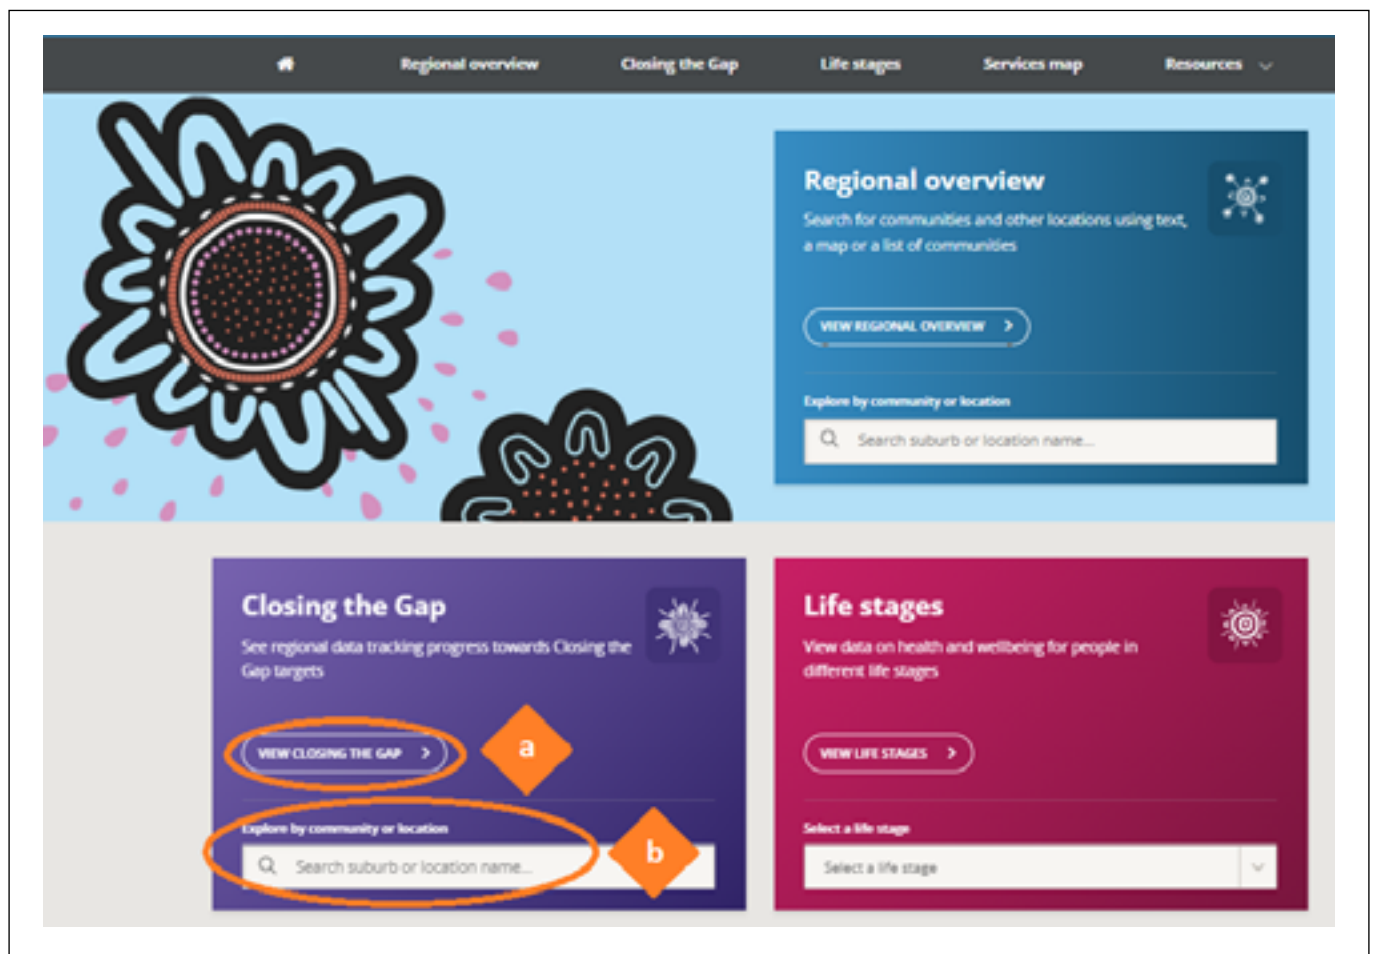 Regional overview
Closing the Gap
Life stages
Services map
Resources
Regional overview
Search for communities and other locations using text,
a map or a list of communities
VIEW REGIONAL OVERVIEW
Explore by community or location
Search suburb or location name...
Closing the Gap
See regional data tracking progress towards Closing the
Gap targets
VIEW CLOSING THE GAP
a
Explore by community or location
Search suburb or location name...
b
Life stages
View data on health and wellbeing for people in
different life stages
VIEW LIFE STAGES
Select a life stage
Select a life stage